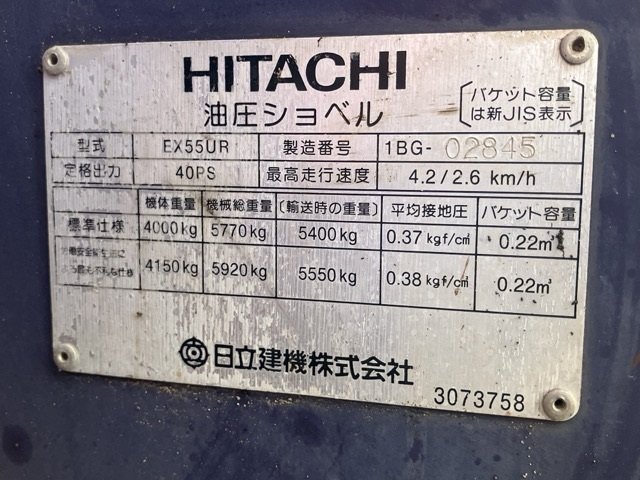 HITACHI
油圧ショベル
(バケット容量
は新JIS表示)
型式 EX55UR 製造番号 1BG-02845
定格出力 40PS 最高走行速度 4.2/2.6 km/h
機体重量 機械総重量 (輸送時の重量) 平均接地圧 バケット容量
標準仕様 4000kg 5770kg 5400kg 0.37 kgf/c㎡ 0.22㎥
4150kg 5920kg 5550kg 0.38 kgf/c㎡ 0.22㎥
日立建機株式会社
3073758